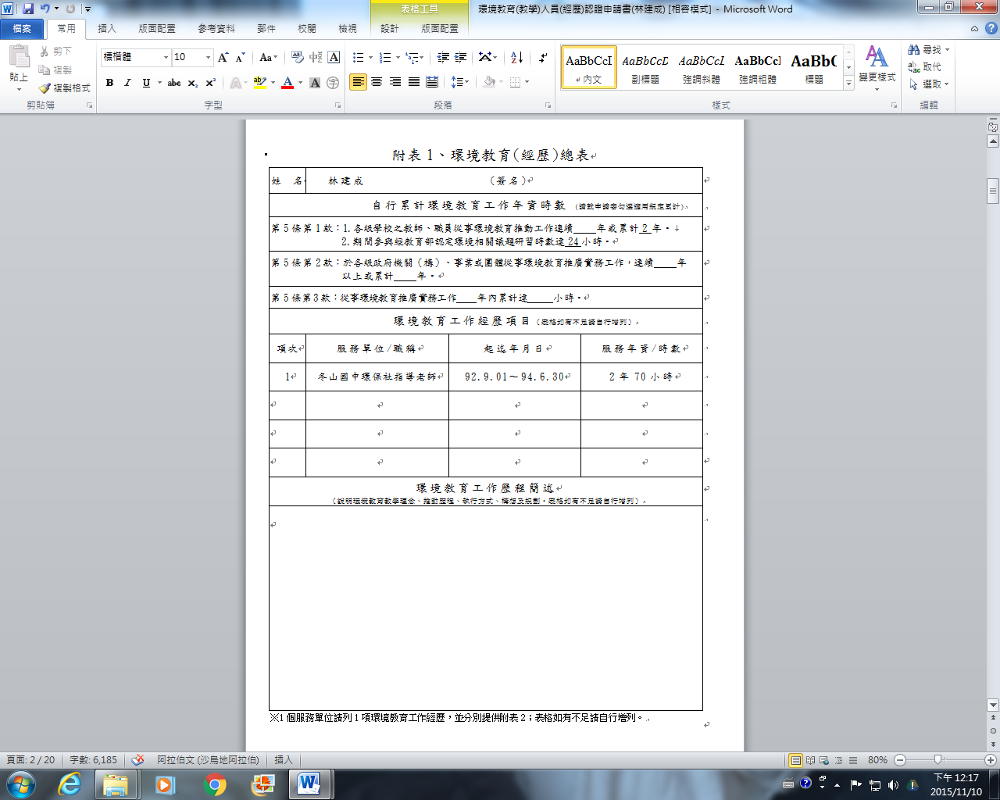 環境教育(教學)人員(經歷)認證申請書(林建成) [相容模式] - Microsoft Word
表格工具
檔案 常用 插入 版面配置 參考資料 郵件 校閱 檢視 設計 版面配置
貼上 剪下 複製 複製格式 剪貼簿
標楷體 10 字型
段落
AaBbCcI 內文
AaBbCcD 副標題
AaBbCcL 強調斜體
AaBbCcI 強調粗體
AaBbC 標題
變更樣式 樣式
尋找 取代 選取 編輯
附表 1、環境教育(經歷)總表
姓 名 林建成 (簽名)
自行累計環境教育工作年資時數 (請就申請書勾選適用規定累計)
第 5 條第 1 款：1.各級學校之教師、職員從事環境教育推動工作連續____年或累計 2 年。
2.期間參與經教育部認定環境相關議題研習時數達 24 小時。
第 5 條第 2 款：於各級政府機關（構）、事業或團體從事環境教育推廣實務工作，連續____年
以上或累計____年。
第 5 條第 3 款：從事環境教育推廣實務工作____年內累計達____小時。
環境教育工作經歷項目(表格如有不足請自行增列)
項次 服務單位/職稱 起迄年月日 服務年資/時數
1 冬山國中環保社指導老師 92.9.01～94.6.30 2 年 70 小時
環境教育工作歷程簡述
(說明環境教育教學理念、推動歷程、執行方式、構想及規劃。表格如有不足請自行增列)
※1 個服務單位請列 1 項環境教育工作經歷，並分別提供附表 2；表格如有不足請自行增列。
頁面: 2 / 20 字數: 6,185 阿拉伯文 (沙烏地阿拉伯) 插入 80%
下午 12:17
2015/11/10